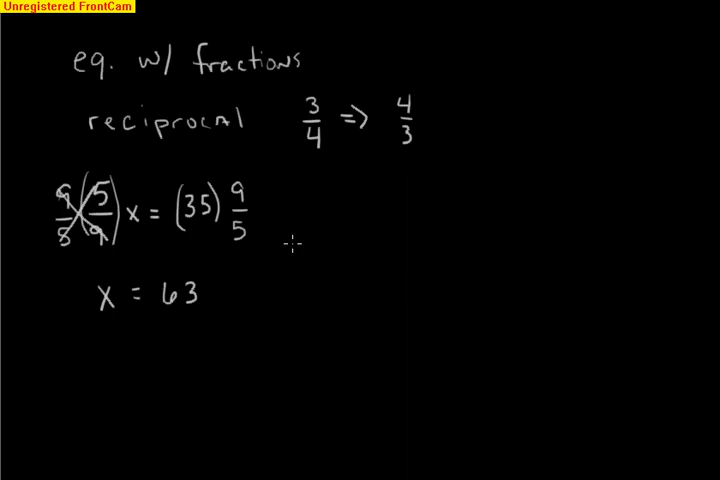 Unregistered FrontCam
eq. w/ fractions
reciprocal 3/4 => 4/3
9/5 (5/9) x = (35) 9/5
x = 63